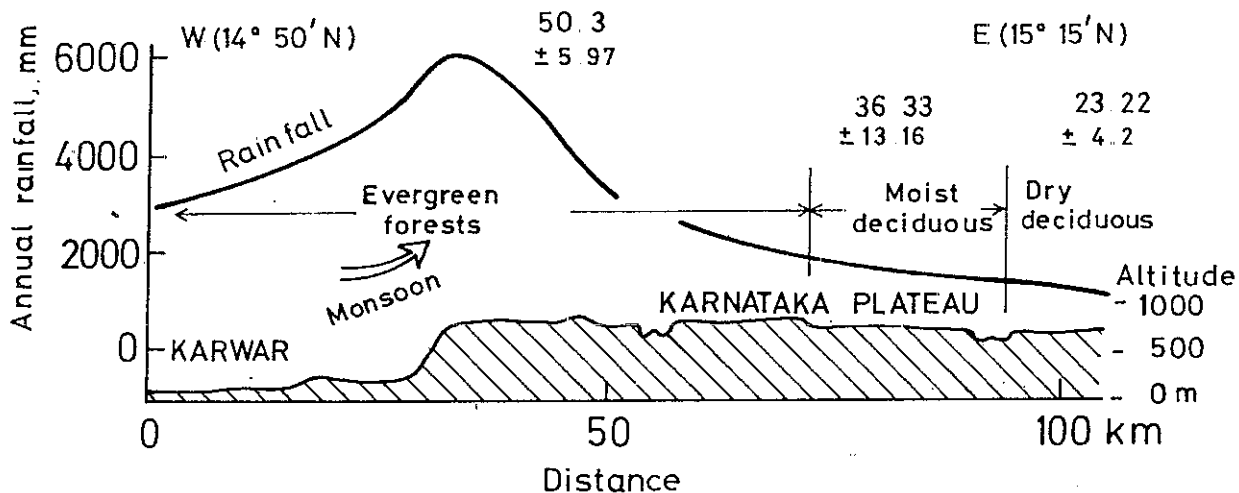 W (14° 50′ N)
50.3
± 5.97
E (15° 15′ N)
36 33
± 13.16
23.22
± 4.2
Annual rainfall, mm
6000
4000
2000
0
Rainfall
Evergreen
forests
Moist
deciduous
Dry
deciduous
Monsoon
KARNATAKA PLATEAU
KARWAR
Altitude
1000
500
0 m
0
50
100 km
Distance